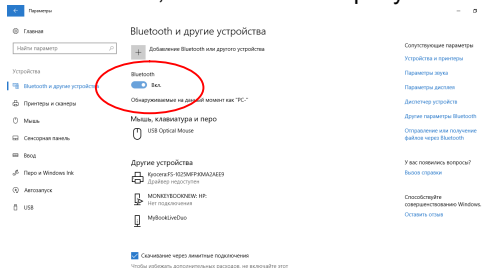 Параметры
Главная
Найти параметр
Устройства
Bluetooth и другие устройства
Принтеры и сканеры
Мышь
Сенсорная панель
Ввод
Перо и Windows Ink
Автозапуск
USB
Bluetooth и другие устройства
Добавление Bluetooth или другого устройства
Bluetooth
Вкл.
Обнаруживаемые на данный момент как "PC-"
Мышь, клавиатура и перо
USB Optical Mouse
Другие устройства
Kyocera:FS-1025MFP:KMA2AEE9
Драйвер недоступен
MONKEYBOOKNEW: HP:
Нет подключения
MyBookLiveDuo
Скачивание через лимитные подключения
Чтобы избежать дополнительных расходов, не включайте этот
Сопутствующие параметры
Устройства и принтеры
Параметры звука
Параметры дисплея
Диспетчер устройств
Другие параметры Bluetooth
Отправление или получение
файлов через Bluetooth
У вас появились вопросы?
Вызов справки
Способствуйте
совершенствованию Windows.
Оставить отзыв